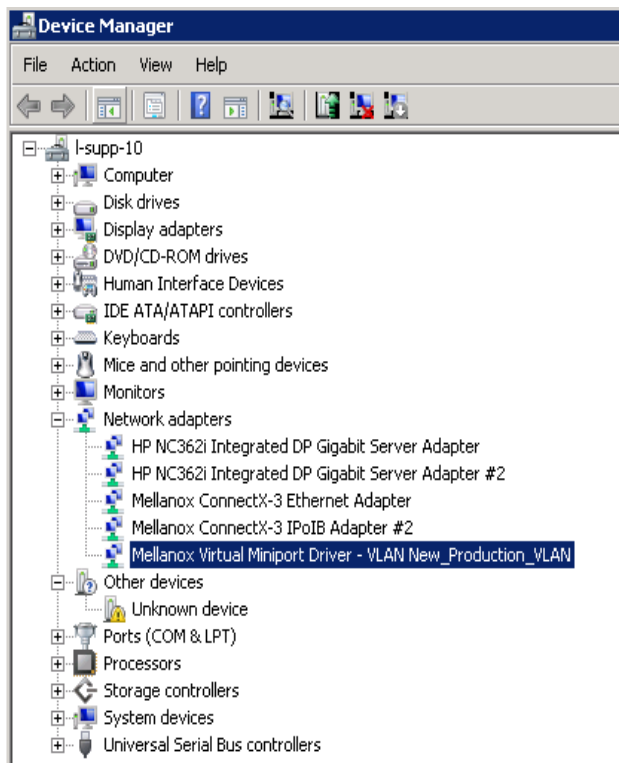 Device Manager
File Action View Help
l-supp-10
Computer
Disk drives
Display adapters
DVD/CD-ROM drives
Human Interface Devices
IDE ATA/ATAPI controllers
Keyboards
Mice and other pointing devices
Monitors
Network adapters
HP NC362i Integrated DP Gigabit Server Adapter
HP NC362i Integrated DP Gigabit Server Adapter #2
Mellanox ConnectX-3 Ethernet Adapter
Mellanox ConnectX-3 IPoIB Adapter #2
Mellanox Virtual Miniport Driver - VLAN New_Production_VLAN
Other devices
Unknown device
Ports (COM & LPT)
Processors
Storage controllers
System devices
Universal Serial Bus controllers